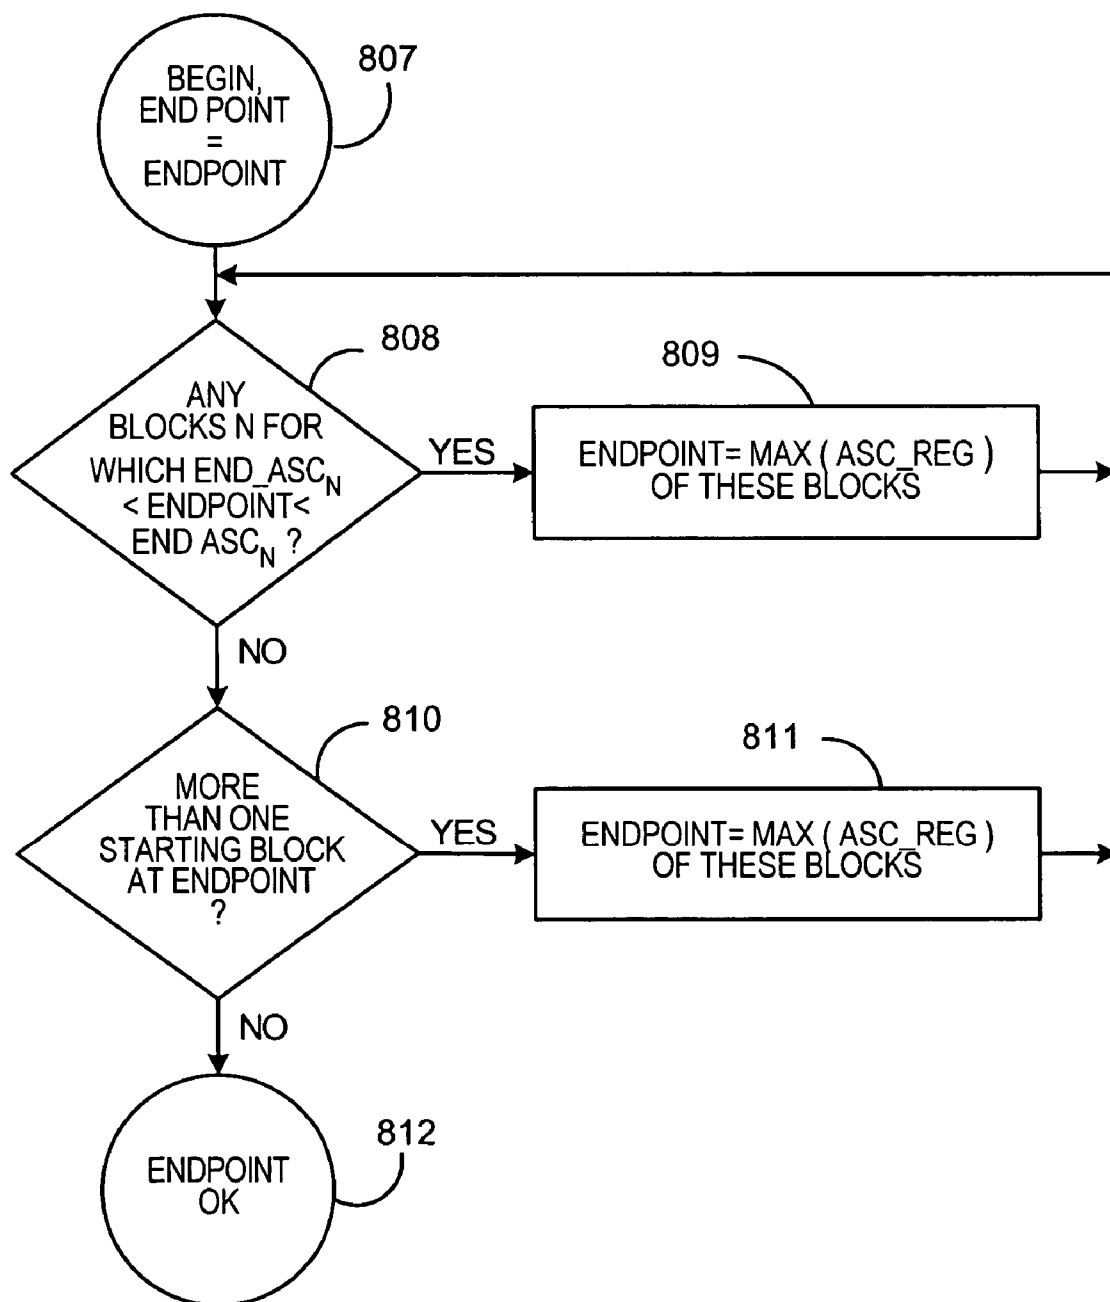 BEGIN,
END POINT
=
ENDPOINT
807
808
ANY
BLOCKS N FOR
WHICH END_ASC_N
< ENDPOINT<
END ASC_N ?
YES
809
ENDPOINT= MAX ( ASC_REG )
OF THESE BLOCKS
NO
810
MORE
THAN ONE
STARTING BLOCK
AT ENDPOINT
?
YES
811
ENDPOINT= MAX ( ASC_REG )
OF THESE BLOCKS
NO
812
ENDPOINT
OK